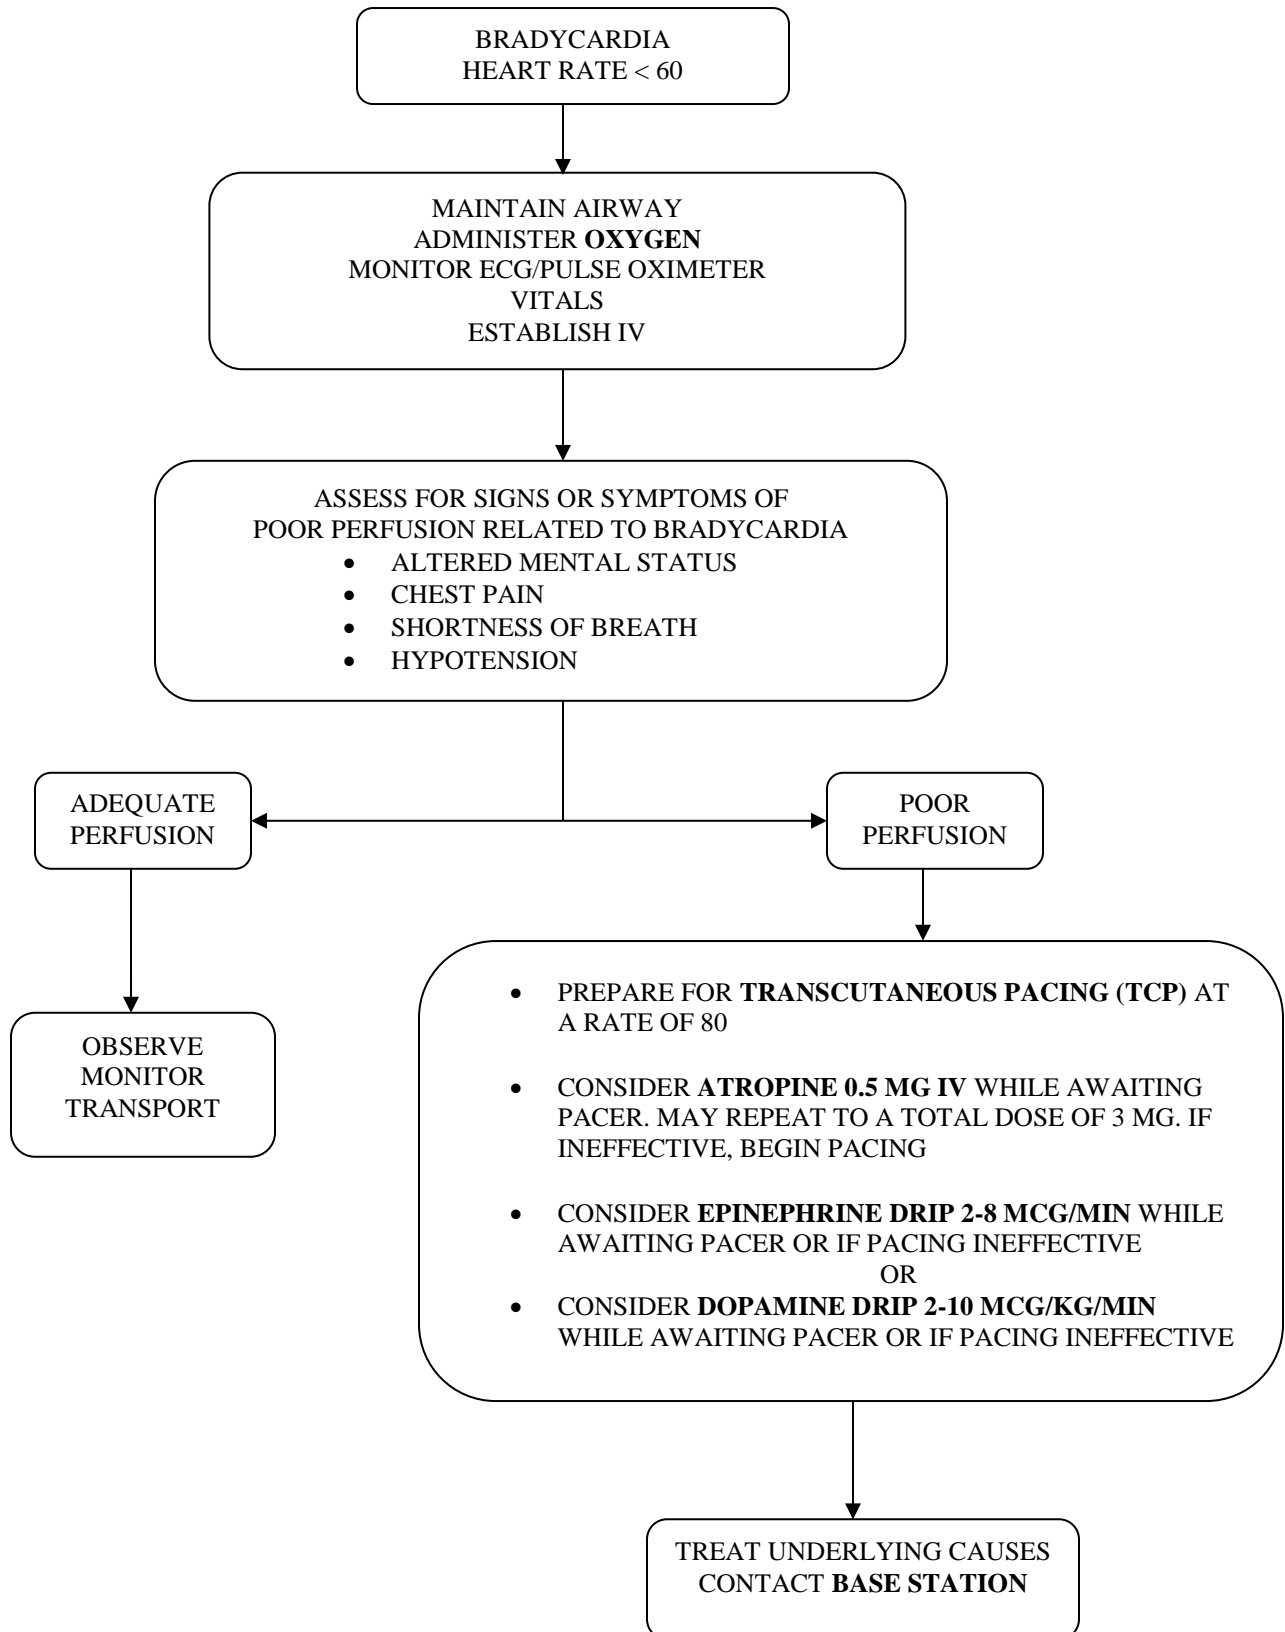 BRADYCARDIA
HEART RATE < 60
MAINTAIN AIRWAY
ADMINISTER OXYGEN
MONITOR ECG/PULSE OXIMETER
VITALS
ESTABLISH IV
ASSESS FOR SIGNS OR SYMPTOMS OF
POOR PERFUSION RELATED TO BRADYCARDIA
• ALTERED MENTAL STATUS
• CHEST PAIN
• SHORTNESS OF BREATH
• HYPOTENSION
ADEQUATE
PERFUSION
POOR
PERFUSION
OBSERVE
MONITOR
TRANSPORT
• PREPARE FOR TRANSCUTANEOUS PACING (TCP) AT
A RATE OF 80
• CONSIDER ATROPINE 0.5 MG IV WHILE AWAITING
PACER. MAY REPEAT TO A TOTAL DOSE OF 3 MG. IF
INEFFECTIVE, BEGIN PACING
• CONSIDER EPINEPHRINE DRIP 2-8 MCG/MIN WHILE
AWAITING PACER OR IF PACING INEFFECTIVE
OR
• CONSIDER DOPAMINE DRIP 2-10 MCG/KG/MIN
WHILE AWAITING PACER OR IF PACING INEFFECTIVE
TREAT UNDERLYING CAUSES
CONTACT BASE STATION